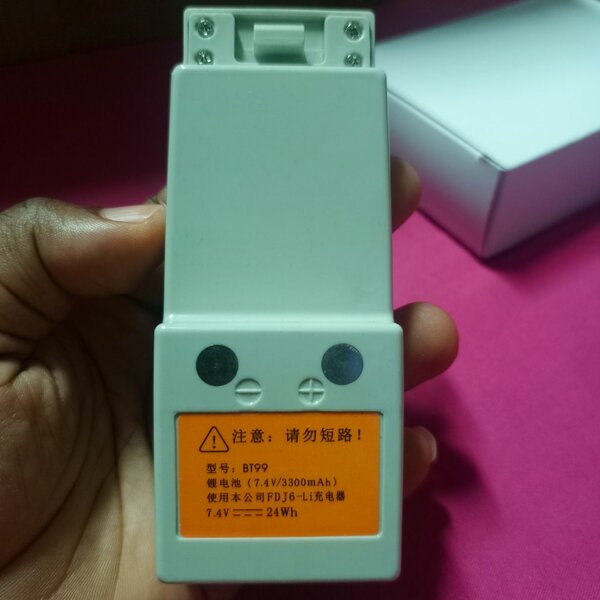 ⊖ ⊕
注意：请勿短路！
型号：BT99
锂电池（7.4V/3300mAh）
使用本公司FDJ6-Li充电器
7.4V⎓24Wh